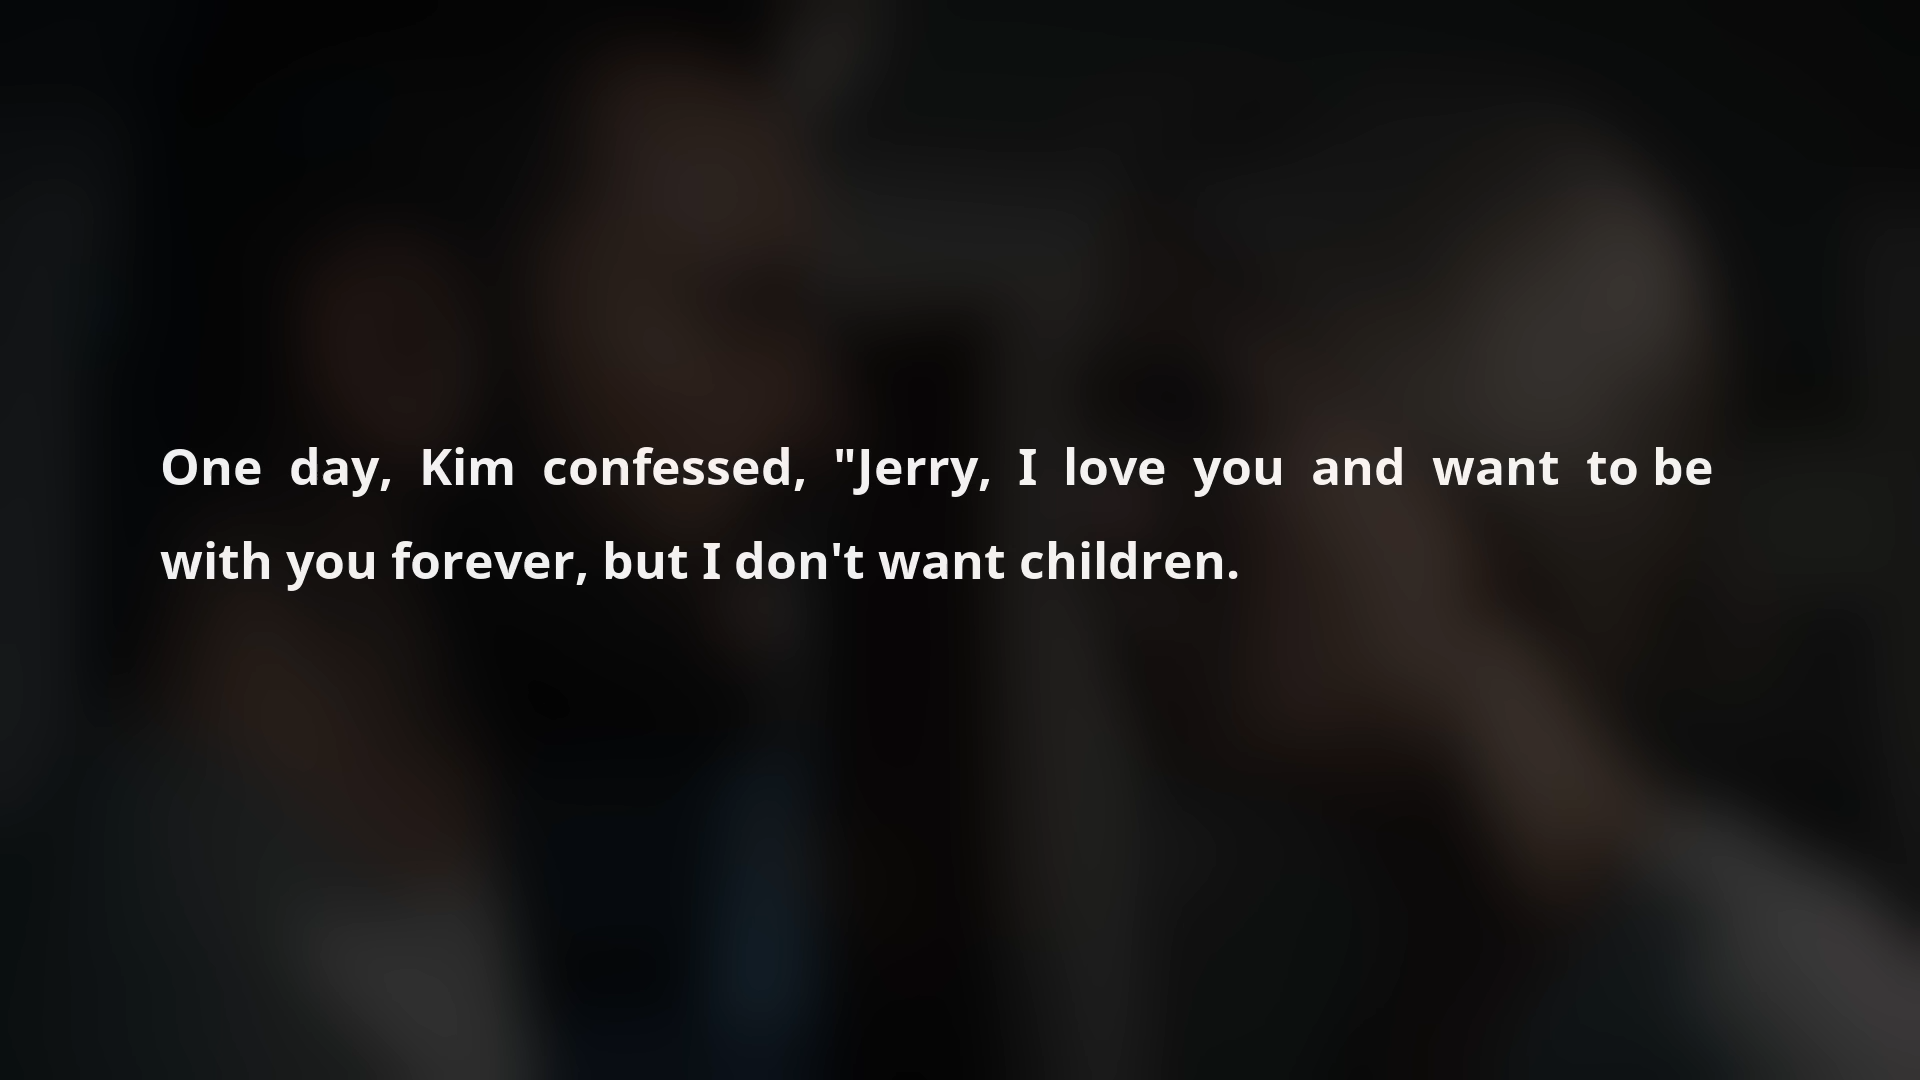 One day, Kim confessed, "Jerry, I love you and want to be
with you forever, but I don't want children.